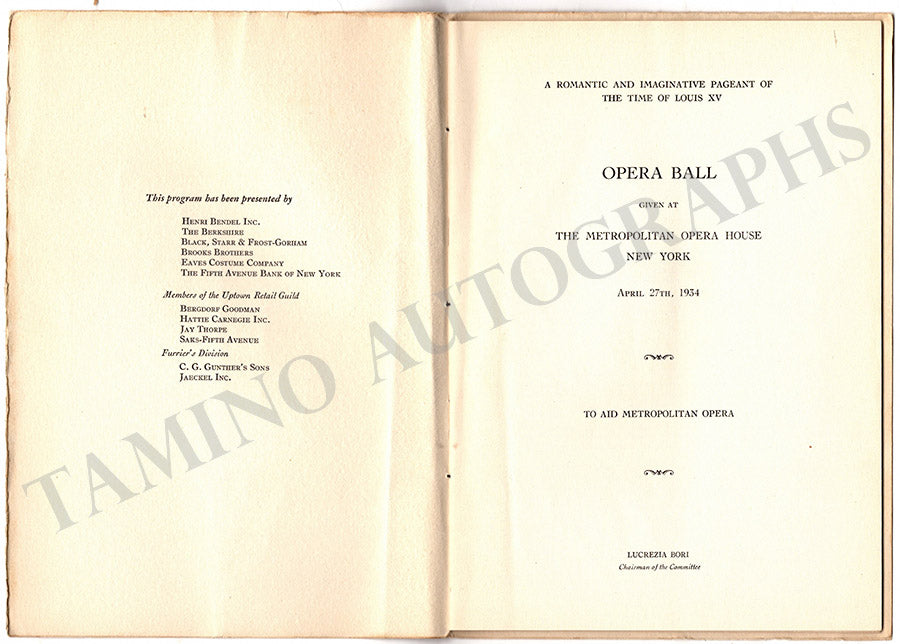 This program has been presented by
Henri Bendel Inc.
The Berkshire
Black, Starr & Frost-Gorham
Brooks Brothers
Eaves Costume Company
The Fifth Avenue Bank of New York
Members of the Uptown Retail Guild
Bergdorf Goodman
Hattie Carnegie Inc.
Jay Thorpe
Saks-Fifth Avenue
Furrier's Division
C. G. Gunther's Sons
Jaeckel Inc.
A ROMANTIC AND IMAGINATIVE PAGEANT OF
THE TIME OF LOUIS XV
OPERA BALL
GIVEN AT
THE METROPOLITAN OPERA HOUSE
NEW YORK
April 27th, 1934
TO AID METROPOLITAN OPERA
LUCREZIA BORI
Chairman of the Committee
TAMINO AUTOGRAPHS